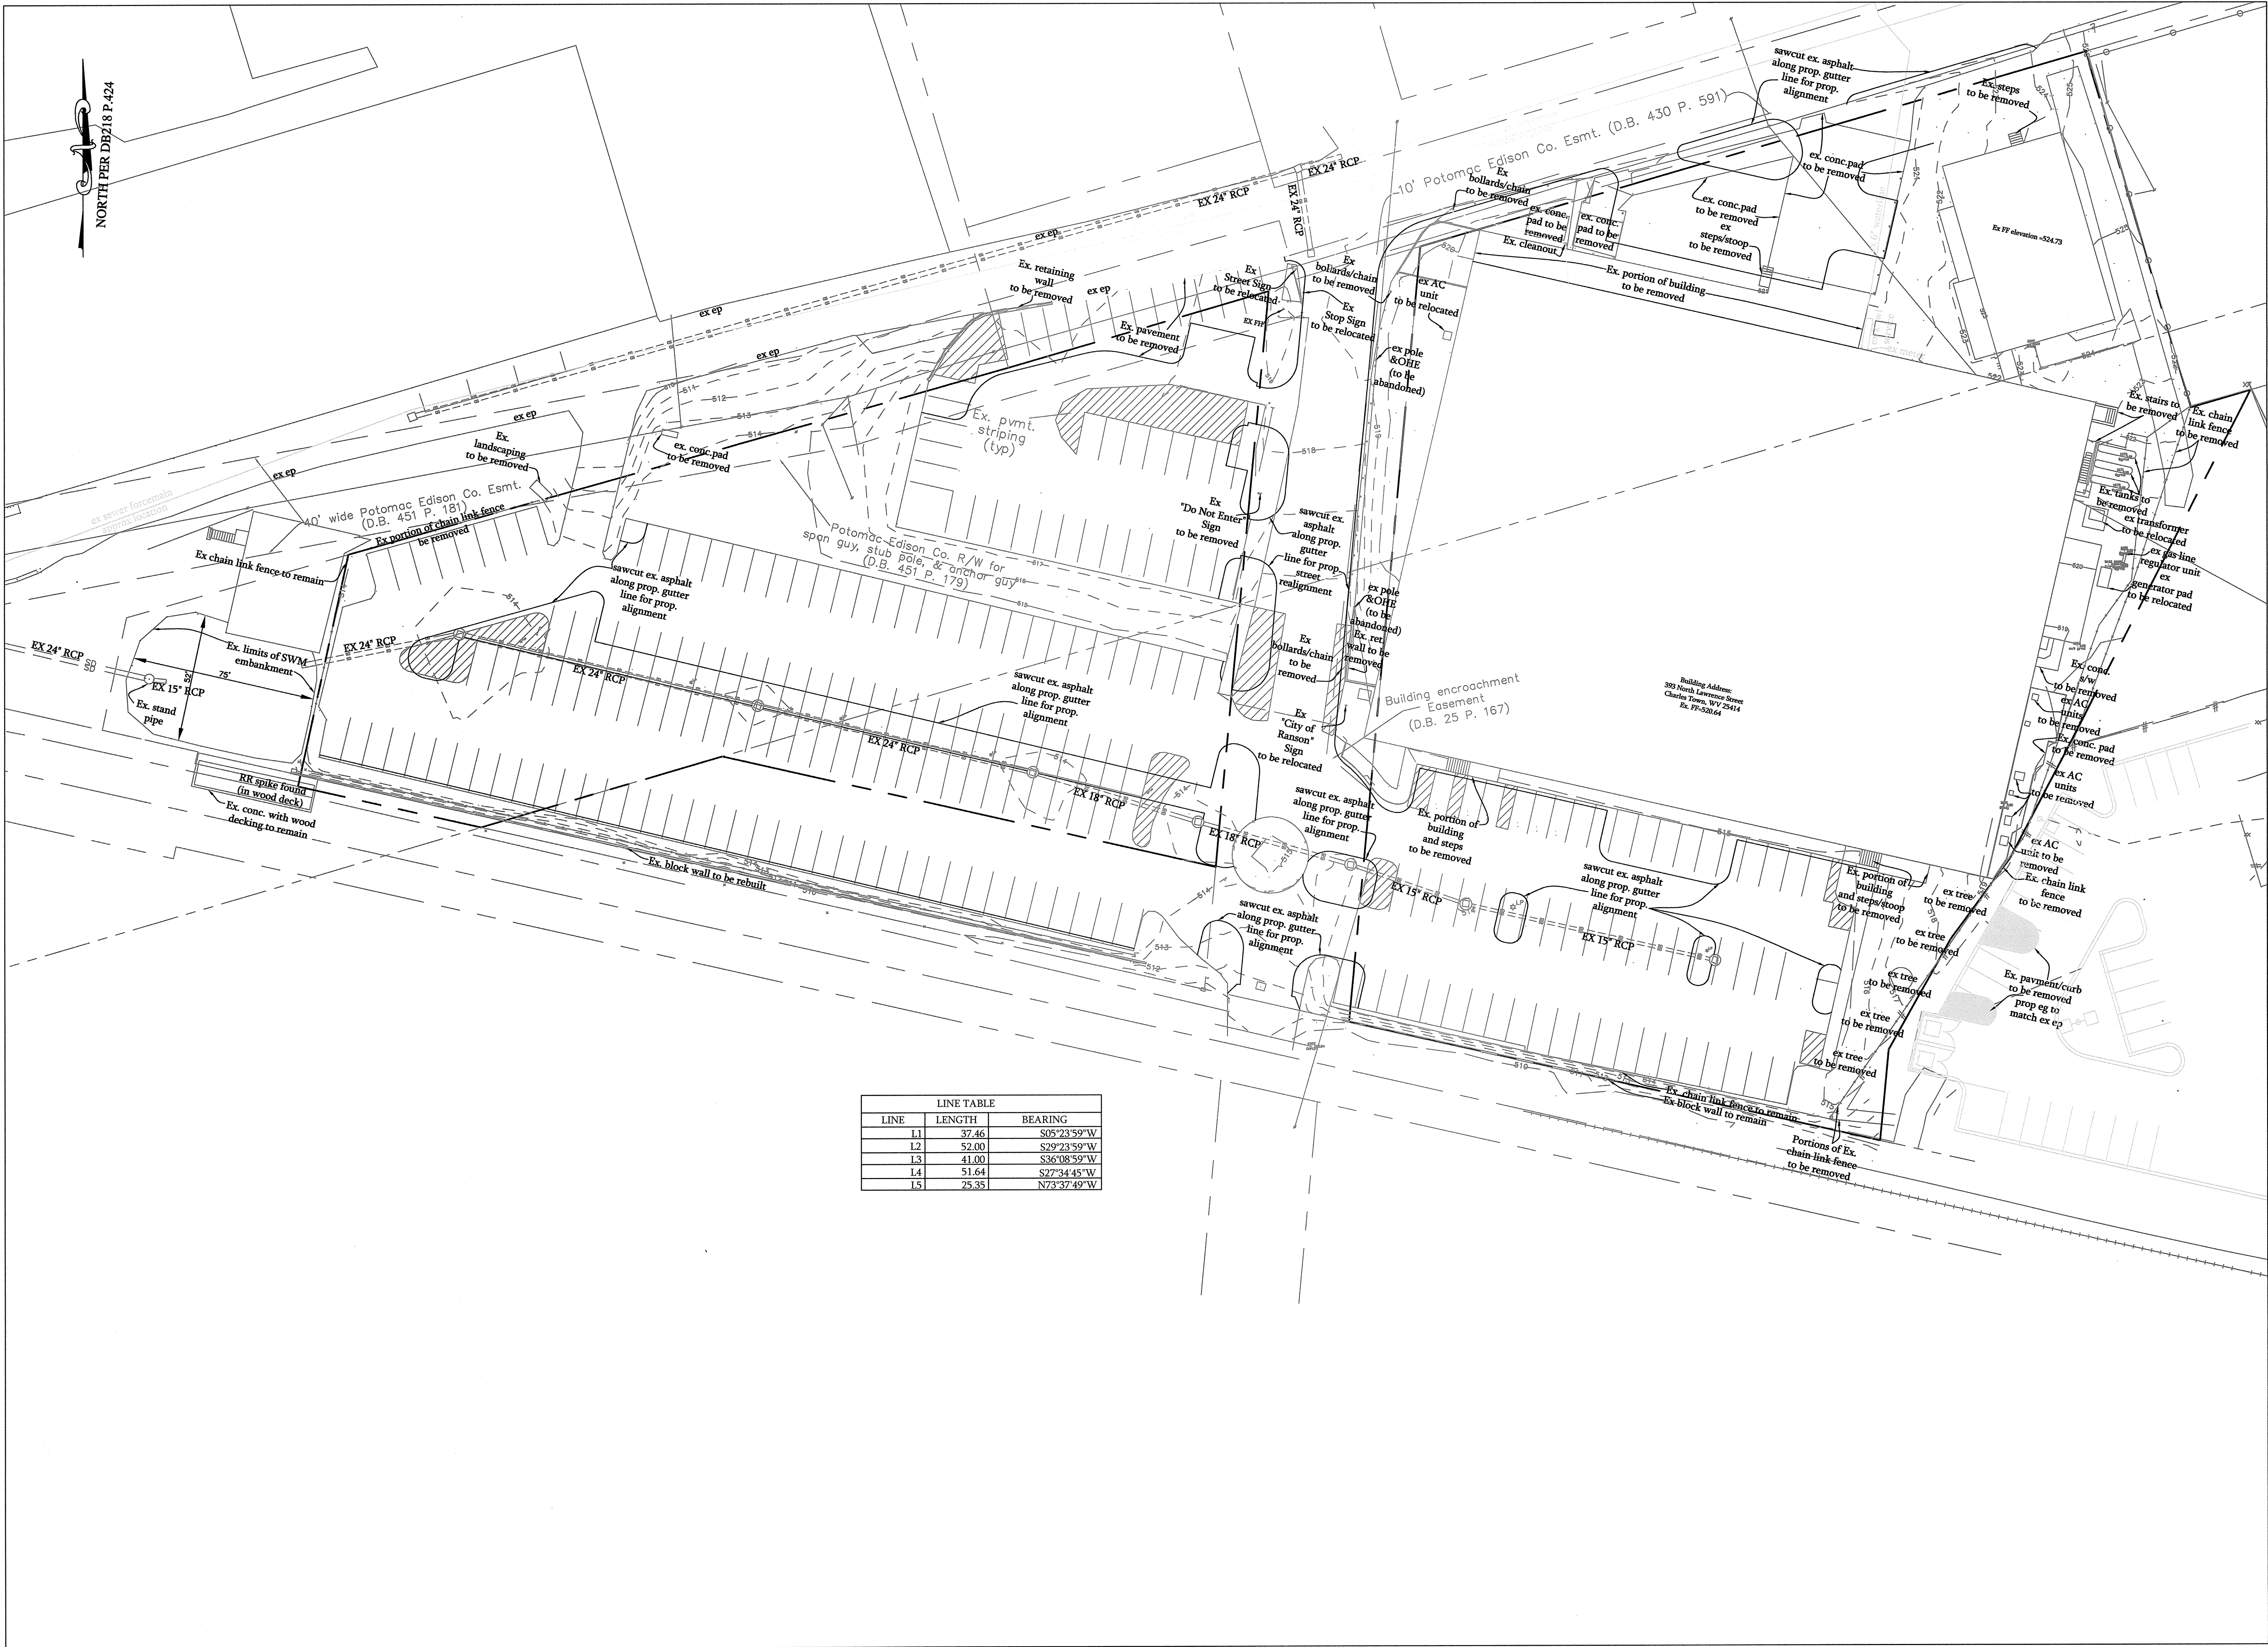 NORTH PER DB218 P.424
sawcut ex. asphalt
along prop. gutter
line for prop.
alignment
Ex. steps
to be removed
10' Potomac Edison Co. Esmt. (D.B. 430 P. 591)
EX 24" RCP
EX 24" RCP
EX 24" RCP
Ex
bollards/chain
to be removed
ex. conc.
pad to be
removed
ex. conc.
pad to be
removed
Ex. cleanout
ex. conc.pad
to be removed
ex. conc.pad
to be removed
ex
steps/stoop
to be removed
Ex FF elevation =524.73
Ex. portion of building
to be removed
ex ep
ex ep
ex ep
ex ep
ex ep
ex ep
Ex. retaining
wall
to be removed
Ex
Street Sign
to be relocated
Ex
bollards/chain
to be removed
EX FH
Ex
Stop Sign
to be relocated
ex AC
unit
to be relocated
Ex. pavement
to be removed
ex pole
&OHE
(to be
abandoned)
Ex. pvmt.
striping
(typ)
Ex.
landscaping
to be removed
ex. conc.pad
to be removed
ex sewer forcemain
approx location
40' wide Potomac Edison Co. Esmt.
(D.B. 451 P. 181)
Ex portion of chain link fence
be removed
Ex chain link fence to remain
Potomac Edison Co. R/W for
span guy, stub pole, & anchor guy
(D.B. 451 P. 179)
Ex
"Do Not Enter"
Sign
to be removed
sawcut ex.
asphalt
along prop.
gutter
line for prop.
street
realignment
sawcut ex. asphalt
along prop. gutter
line for prop.
alignment
Ex. stairs to
be removed
Ex. chain
link fence
to be removed
Ex. tanks to
be removed
ex transformer
to be relocated
ex gas line
regulator unit
ex
generator pad
to be relocated
ex pole
&OHE
(to be
abandoned)
Ex. ret.
wall to be
removed
Ex
bollards/chain
to be
removed
EX 24" RCP
SD
SD
EX 15" RCP
Ex. stand
pipe
52'
75'
Ex. limits of SWM
embankment
EX 24" RCP
EX 24" RCP
EX 24" RCP
EX 18" RCP
EX 18" RCP
EX 15" RCP
EX 15" RCP
sawcut ex. asphalt
along prop. gutter
line for prop.
alignment
Ex
"City of
Ranson"
Sign
to be relocated
Building encroachment
Easement
(D.B. 25 P. 167)
Building Address:
393 North Lawrence Street
Charles Town, WV 25414
Ex. FF=520.64
Ex. conc.
s/w
to be removed
ex AC
units
to be removed
Ex. conc. pad
to be removed
ex AC
units
to be removed
ex AC
unit to be
removed
Ex. chain link
fence
to be removed
RR spike found
(in wood deck)
Ex. conc. with wood
decking to remain
Ex. block wall to be rebuilt
sawcut ex. asphalt
along prop. gutter
line for prop.
alignment
Ex. portion of
building
and steps
to be removed
sawcut ex. asphalt
along prop. gutter
line for prop.
alignment
sawcut ex. asphalt
along prop. gutter
line for prop.
alignment
LP
Ex. portion of
building
and steps/stoop
to be removed
ex tree
to be removed
ex tree
to be removed
ex tree
to be removed
ex tree
to be removed
ex tree
to be removed
Ex. pavment/curb
to be removed
prop eg to
match ex ep
Ex. chain link fence to remain
Ex block wall to remain
Portions of Ex.
chain link fence
to be removed
LINE TABLE
LINE LENGTH BEARING
L1 37.46 S05°23'59"W
L2 52.00 S29°23'59"W
L3 41.00 S36°08'59"W
L4 51.64 S27°34'45"W
L5 25.35 N73°37'49"W